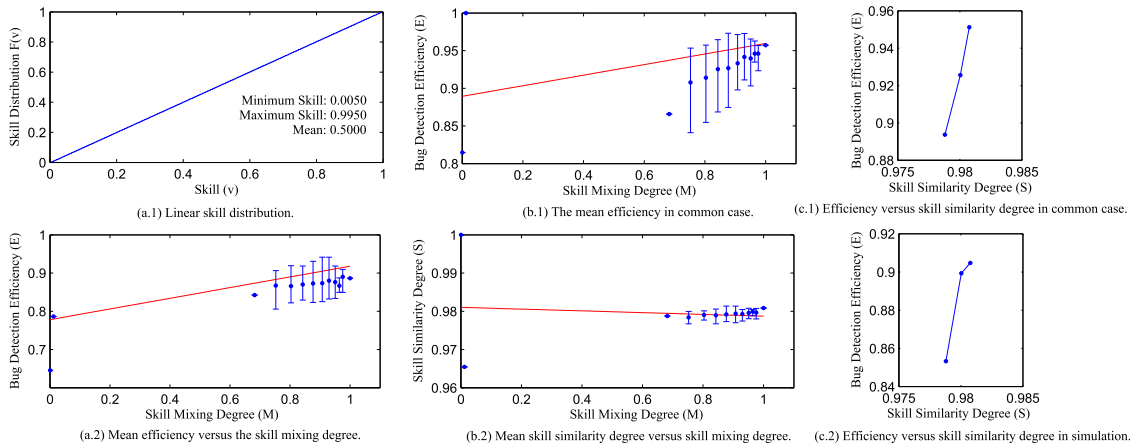 1
0.8
0.6
0.4
0.2
0
0 0.2 0.4 0.6 0.8 1
Skill Distribution F(v)
Skill (v)
Minimum Skill: 0.0050
Maximum Skill: 0.9950
Mean: 0.5000
(a.1) Linear skill distribution.
1
0.95
0.9
0.85
0.8
0 0.2 0.4 0.6 0.8 1
Bug Detection Efficiency (E)
Skill Mixing Degree (M)
(b.1) The mean efficiency in common case.
0.96
0.94
0.92
0.9
0.88
0.975 0.98 0.985
Bug Detection Efficiency (E)
Skill Similarity Degree (S)
(c.1) Efficiency versus skill similarity degree in common case.
1
0.9
0.8
0.7
0.6
0 0.2 0.4 0.6 0.8 1
Bug Detection Efficiency (E)
Skill Mixing Degree (M)
(a.2) Mean efficiency versus the skill mixing degree.
1
0.99
0.98
0.97
0.96
0 0.2 0.4 0.6 0.8 1
Skill Similarity Degree (S)
Skill Mixing Degree (M)
(b.2) Mean skill similarity degree versus skill mixing degree.
0.92
0.9
0.88
0.86
0.84
0.975 0.98 0.985
Bug Detection Efficiency (E)
Skill Similarity Degree (S)
(c.2) Efficiency versus skill similarity degree in simulation.